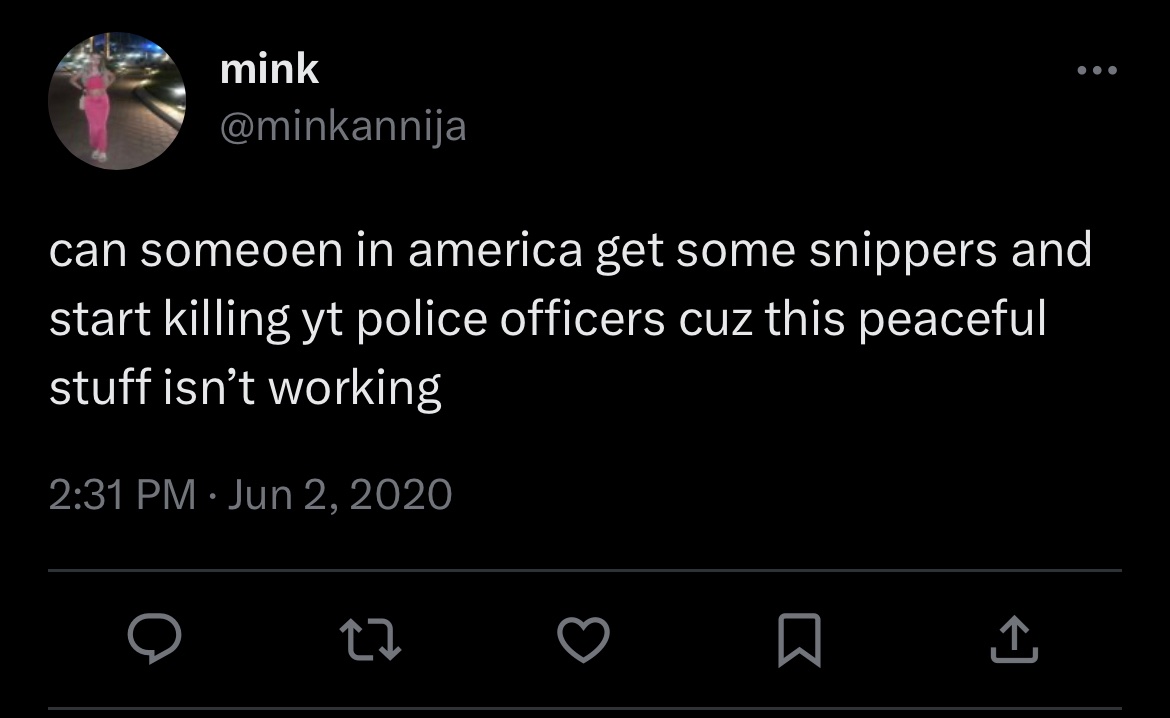 mink
@minkannija
can someoen in america get some snippers and
start killing yt police officers cuz this peaceful
stuff isn’t working
2:31 PM · Jun 2, 2020